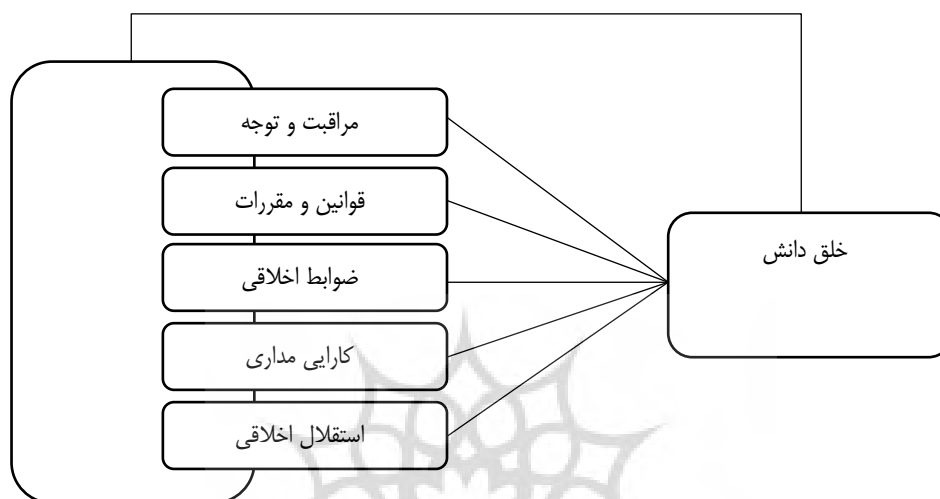 مراقبت و توجه
قوانین و مقررات
ضوابط اخلاقی
کارایی مداری
استقلال اخلاقی
خلق دانش